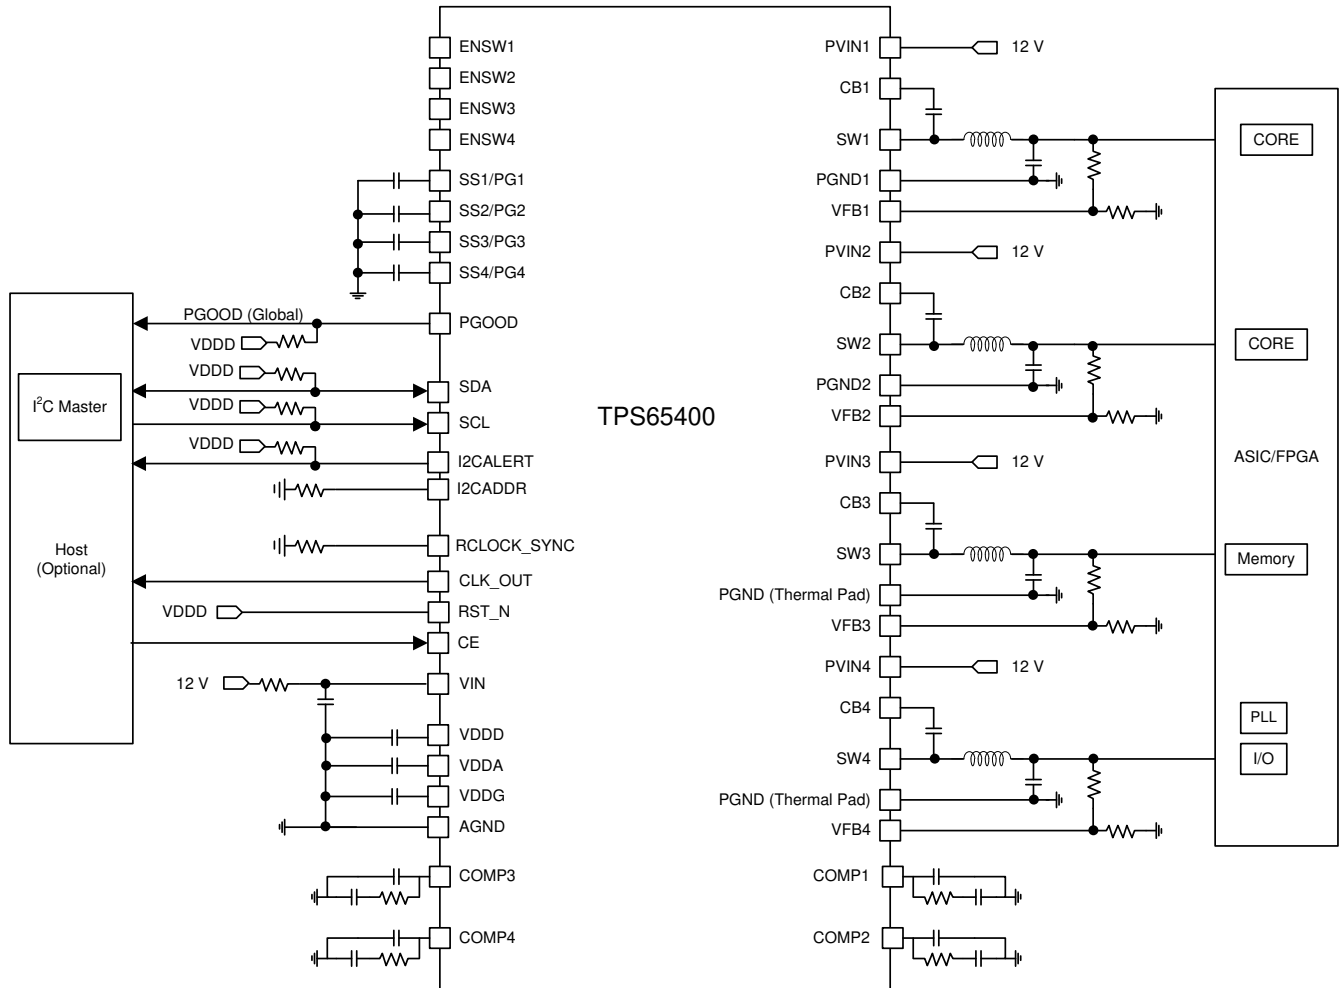 ENSW1
ENSW2
ENSW3
ENSW4
SS1/PG1
SS2/PG2
SS3/PG3
SS4/PG4
PGOOD (Global)
PGOOD
VDDD
VDDD
SDA
VDDD
SCL
VDDD
I2CALERT
I2CADDR
RCLOCK_SYNC
CLK_OUT
VDDD
RST_N
CE
12 V
VIN
VDDD
VDDA
VDDG
AGND
COMP3
COMP4
I²C Master
Host
(Optional)
TPS65400
PVIN1
12 V
CB1
SW1
PGND1
VFB1
PVIN2
12 V
CB2
SW2
PGND2
VFB2
PVIN3
12 V
CB3
SW3
PGND (Thermal Pad)
VFB3
PVIN4
12 V
CB4
SW4
PGND (Thermal Pad)
VFB4
COMP1
COMP2
CORE
CORE
ASIC/FPGA
Memory
PLL
I/O